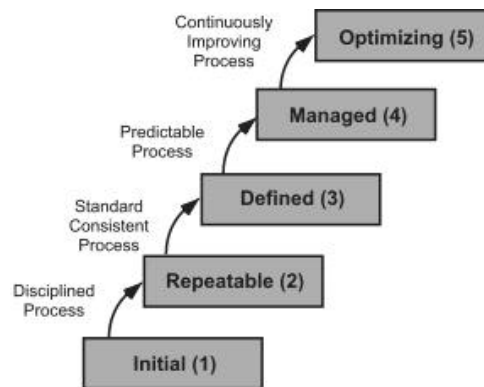 Continuously
Improving
Process
Optimizing (5)
Managed (4)
Predictable
Process
Defined (3)
Standard
Consistent
Process
Repeatable (2)
Disciplined
Process
Initial (1)